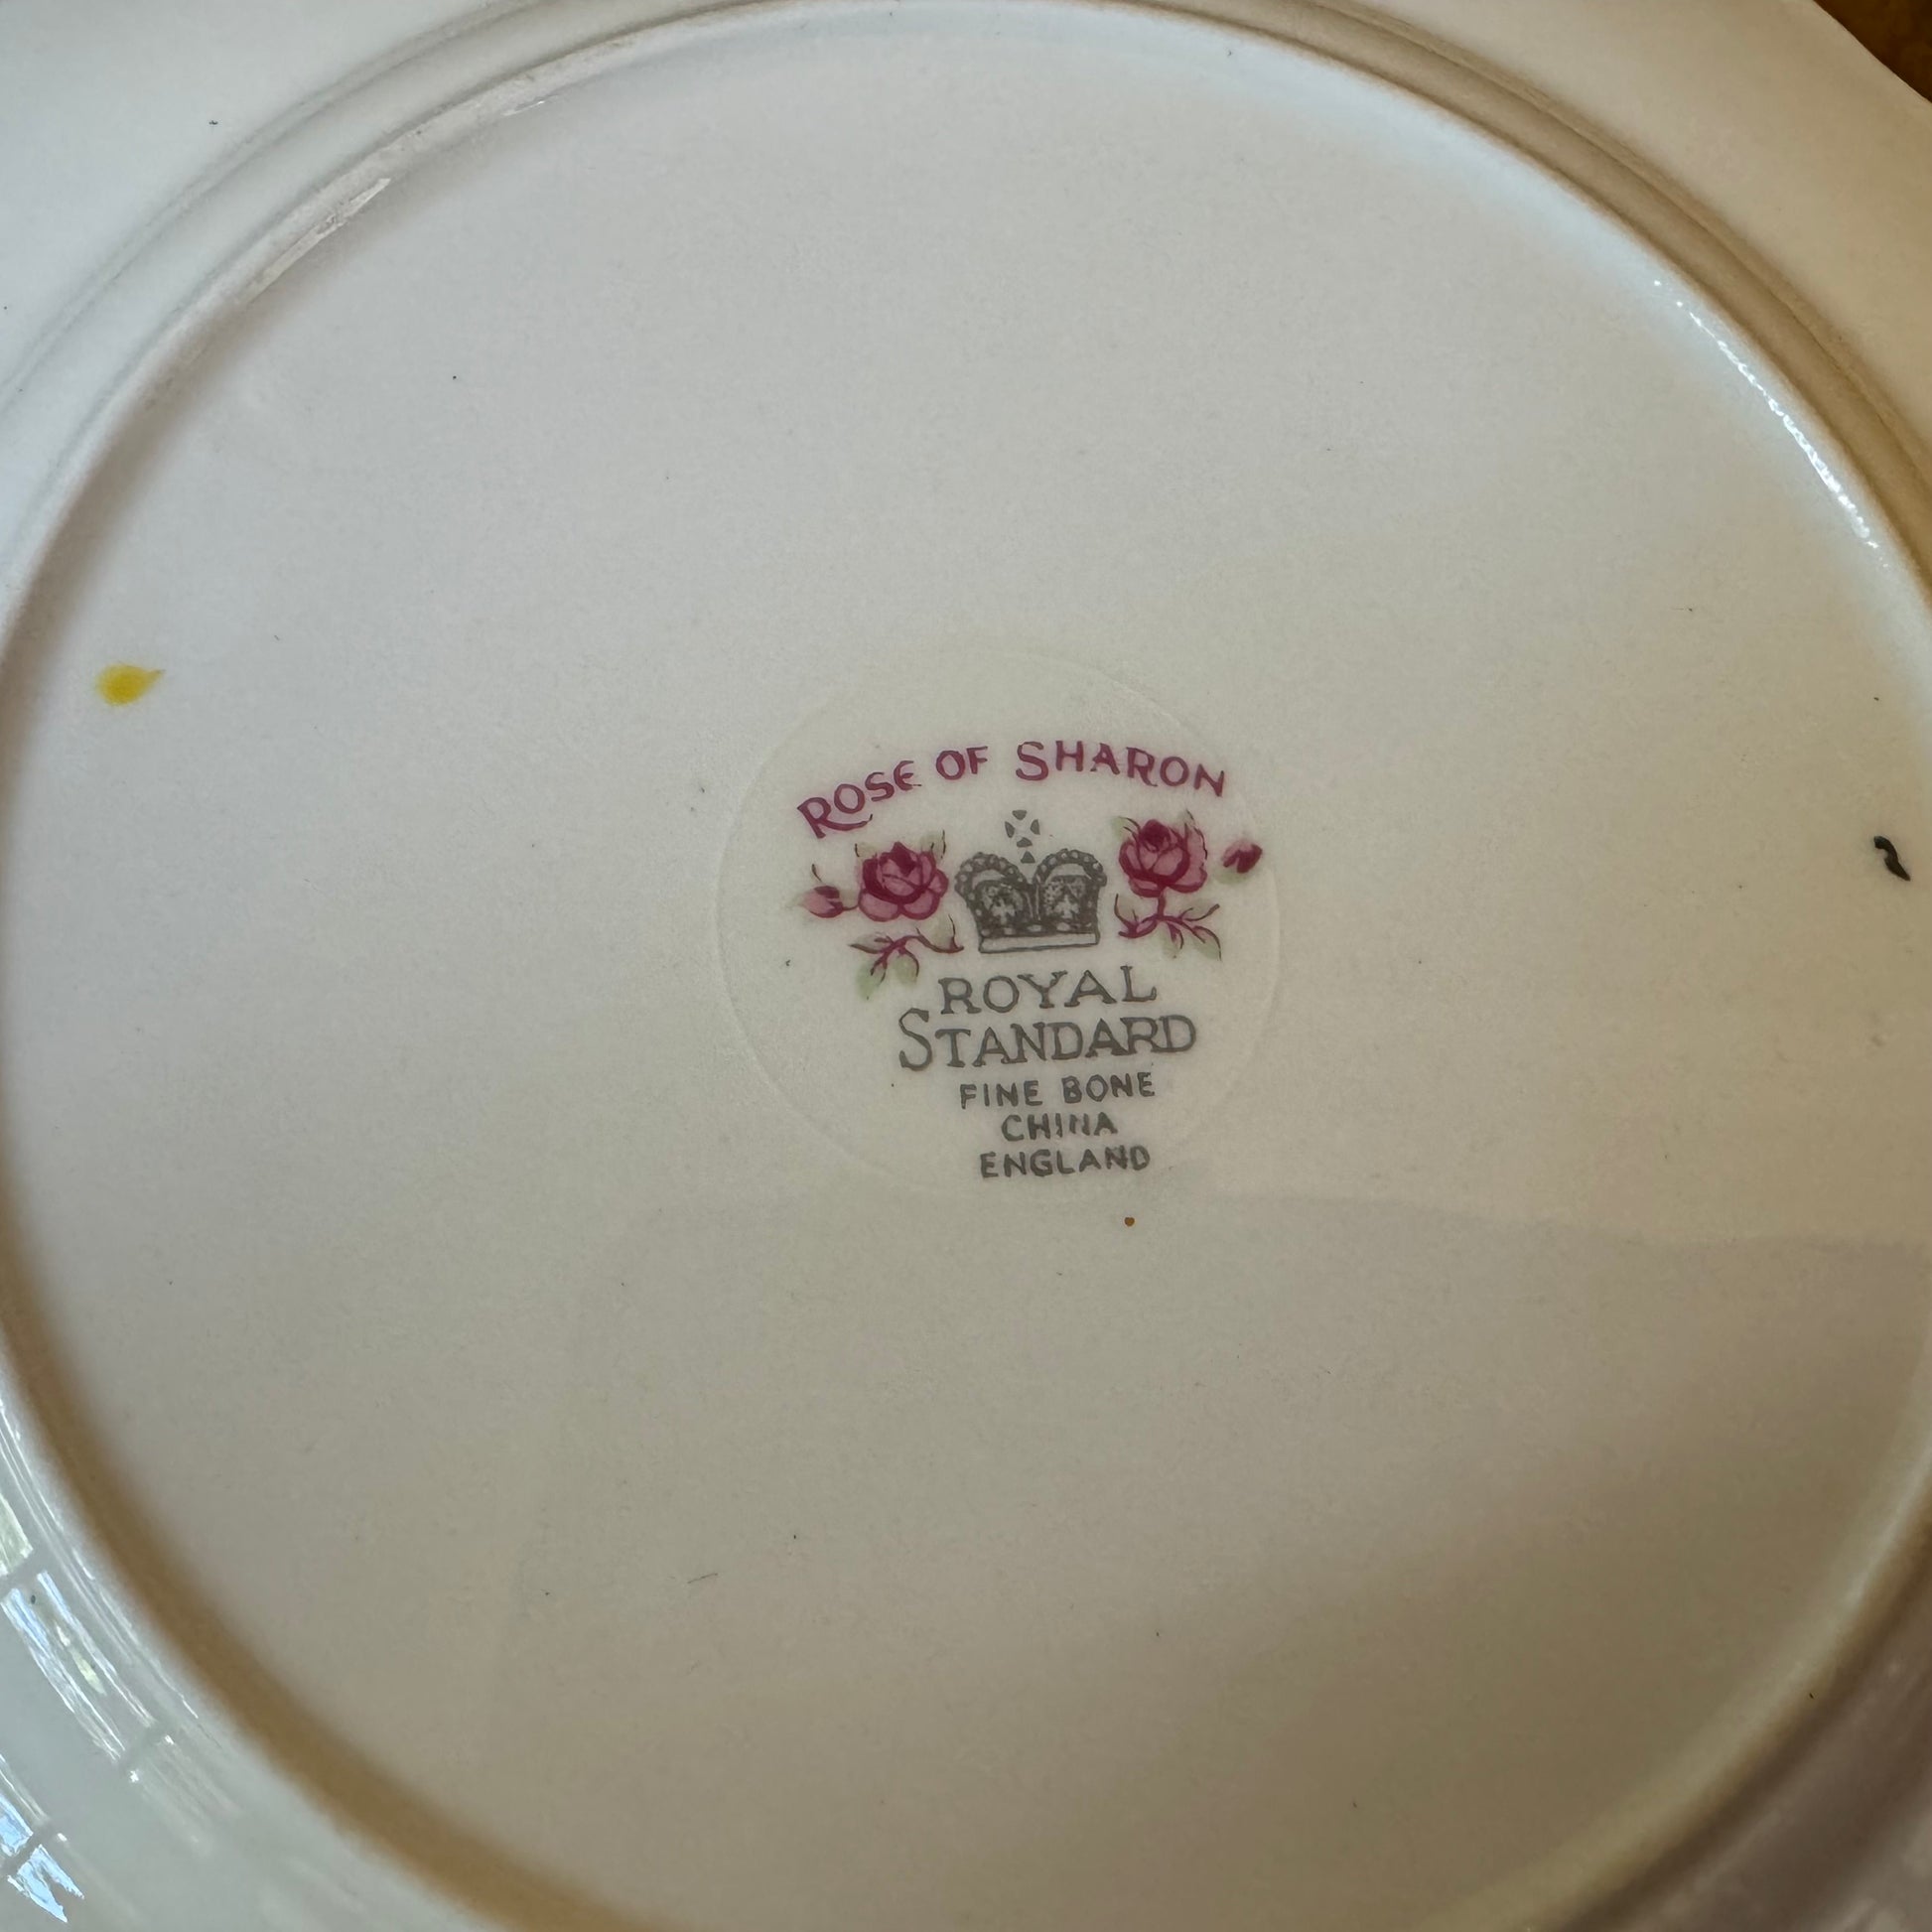 ROSE OF SHARON
ROYAL
STANDARD
FINE BONE
CHINA
ENGLAND